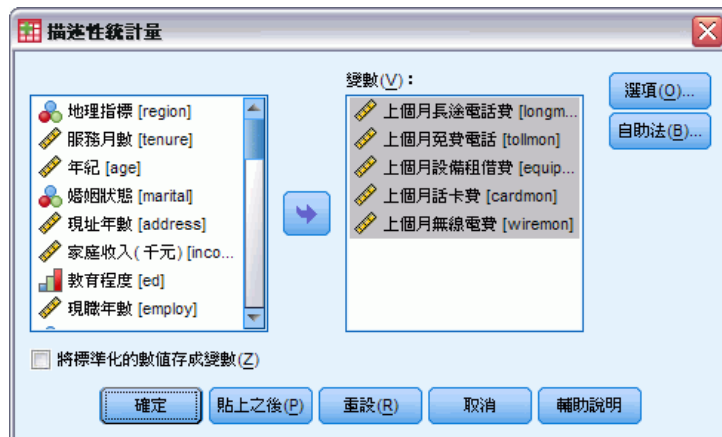 描述性統計量
地理指標 [region]
服務月數 [tenure]
年紀 [age]
婚姻狀態 [marital]
現址年數 [address]
家庭收入(千元) [inco...
教育程度 [ed]
現職年數 [employ]
變數(V)：
上個月長途電話費 [longm...
上個月免費電話 [tollmon]
上個月設備租借費 [equip...
上個月話卡費 [cardmon]
上個月無線電費 [wiremon]
選項(O)...
自助法(B)...
將標準化的數值存成變數(Z)
確定
貼上之後(P)
重設(R)
取消
輔助說明